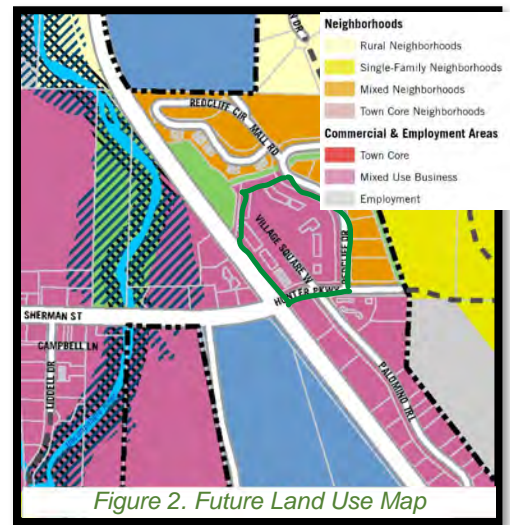 Neighborhoods
Rural Neighborhoods
Single-Family Neighborhoods
Mixed Neighborhoods
Town Core Neighborhoods
Commercial & Employment Areas
Town Core
Mixed Use Business
Employment
REDCLIFF CIR
MALL RD
VILLAGE SQUARE W
REDCLIFF DR
HUNTER PKWY
SHERMAN ST
CAMPBELL LN
PALOMINO TRL
Figure 2. Future Land Use Map